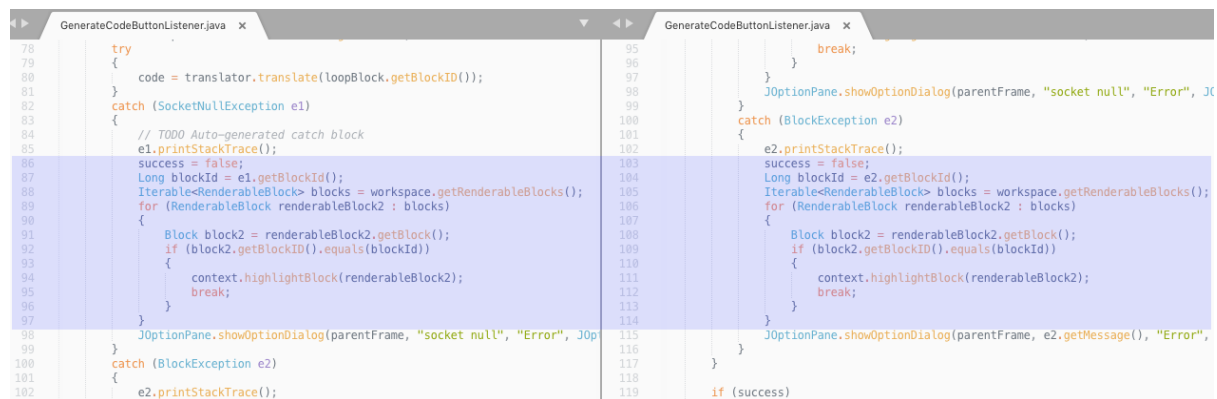 GenerateCodeButtonListener.java ×
78 try
79 {
80 code = translator.translate(loopBlock.getBlockID());
81 }
82 catch (SocketNullException e1)
83 {
84 // TODO Auto-generated catch block
85 e1.printStackTrace();
86 success = false;
87 Long blockId = e1.getBlockId();
88 Iterable<RenderableBlock> blocks = workspace.getRenderableBlocks();
89 for (RenderableBlock renderableBlock2 : blocks)
90 {
91 Block block2 = renderableBlock2.getBlock();
92 if (block2.getBlockID().equals(blockId))
93 {
94 context.highlightBlock(renderableBlock2);
95 break;
96 }
97 }
98 JOptionPane.showOptionDialog(parentFrame, "socket null", "Error", JOpt
99 }
100 catch (BlockException e2)
101 {
102 e2.printStackTrace();
GenerateCodeButtonListener.java ×
95 break;
96 }
97 }
98 JOptionPane.showOptionDialog(parentFrame, "socket null", "Error", JO
99 }
100 catch (BlockException e2)
101 {
102 e2.printStackTrace();
103 success = false;
104 Long blockId = e2.getBlockId();
105 Iterable<RenderableBlock> blocks = workspace.getRenderableBlocks();
106 for (RenderableBlock renderableBlock2 : blocks)
107 {
108 Block block2 = renderableBlock2.getBlock();
109 if (block2.getBlockID().equals(blockId))
110 {
111 context.highlightBlock(renderableBlock2);
112 break;
113 }
114 }
115 JOptionPane.showOptionDialog(parentFrame, e2.getMessage(), "Error",
116 }
117 }
118
119 if (success)